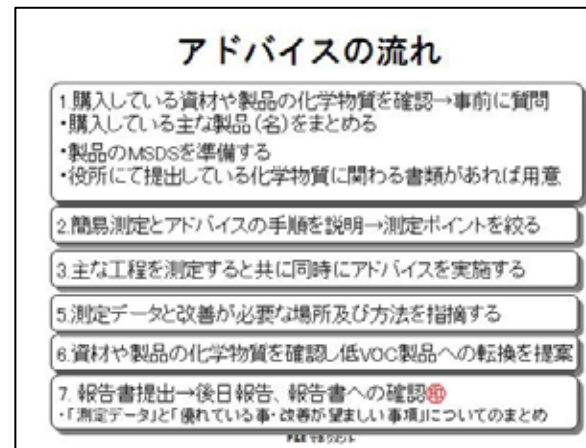 アドバイスの流れ
1.購入している資材や製品の化学物質を確認→事前に質問
・購入している主な製品(名)をまとめる
・製品のMSDSを準備する
・役所にて提出している化学物質に関わる書類があれば用意
2.簡易測定とアドバイスの手順を説明→測定ポイントを絞る
3.主な工程を測定すると共に同時にアドバイスを実施する
5.測定データと改善が必要な場所及び方法を指摘する
6.資材や製品の化学物質を確認し低VOC製品への転換を提案
7. 報告書提出→後日報告、報告書への確認㊞
・「測定データ」と「優れている事・改善が望ましい事項」についてのまとめ
P&E マネジメント